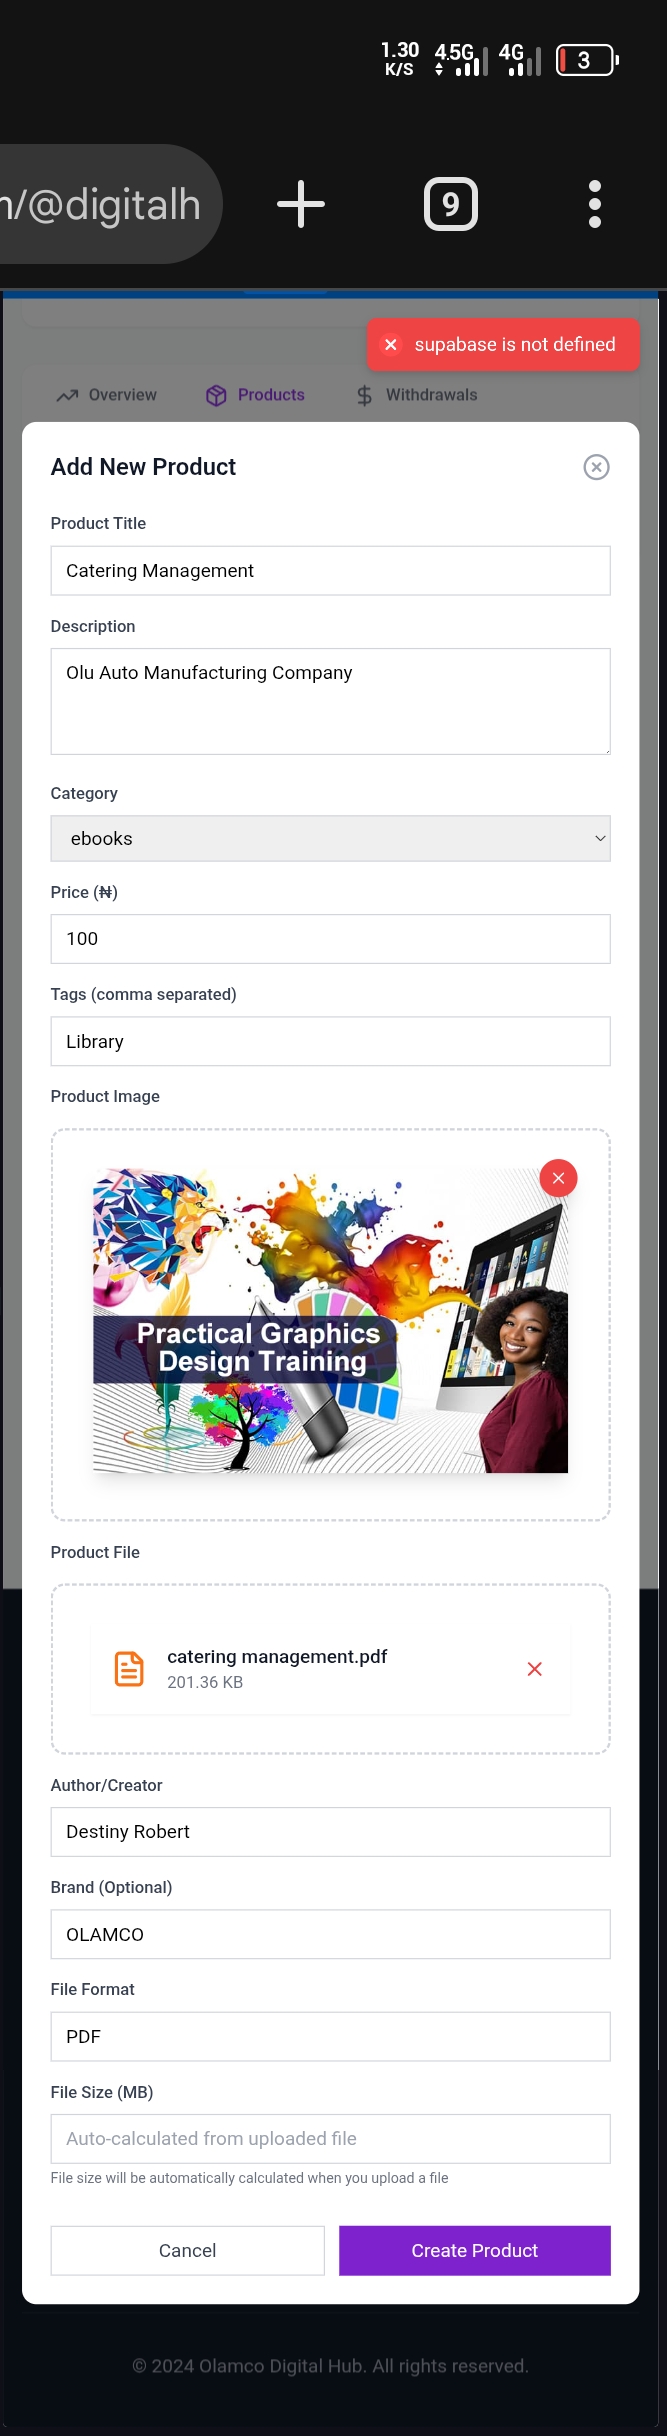 1.30
K/S
4.5G
4G
3
n/@digitalh
9
supabase is not defined
Overview
Products
Withdrawals
Add New Product
Product Title
Catering Management
Description
Olu Auto Manufacturing Company
Category
ebooks
Price (₦)
100
Tags (comma separated)
Library
Product Image
Practical Graphics
Design Training
Product File
catering management.pdf
201.36 KB
Author/Creator
Destiny Robert
Brand (Optional)
OLAMCO
File Format
PDF
File Size (MB)
Auto-calculated from uploaded file
File size will be automatically calculated when you upload a file
Cancel
Create Product
© 2024 Olamco Digital Hub. All rights reserved.